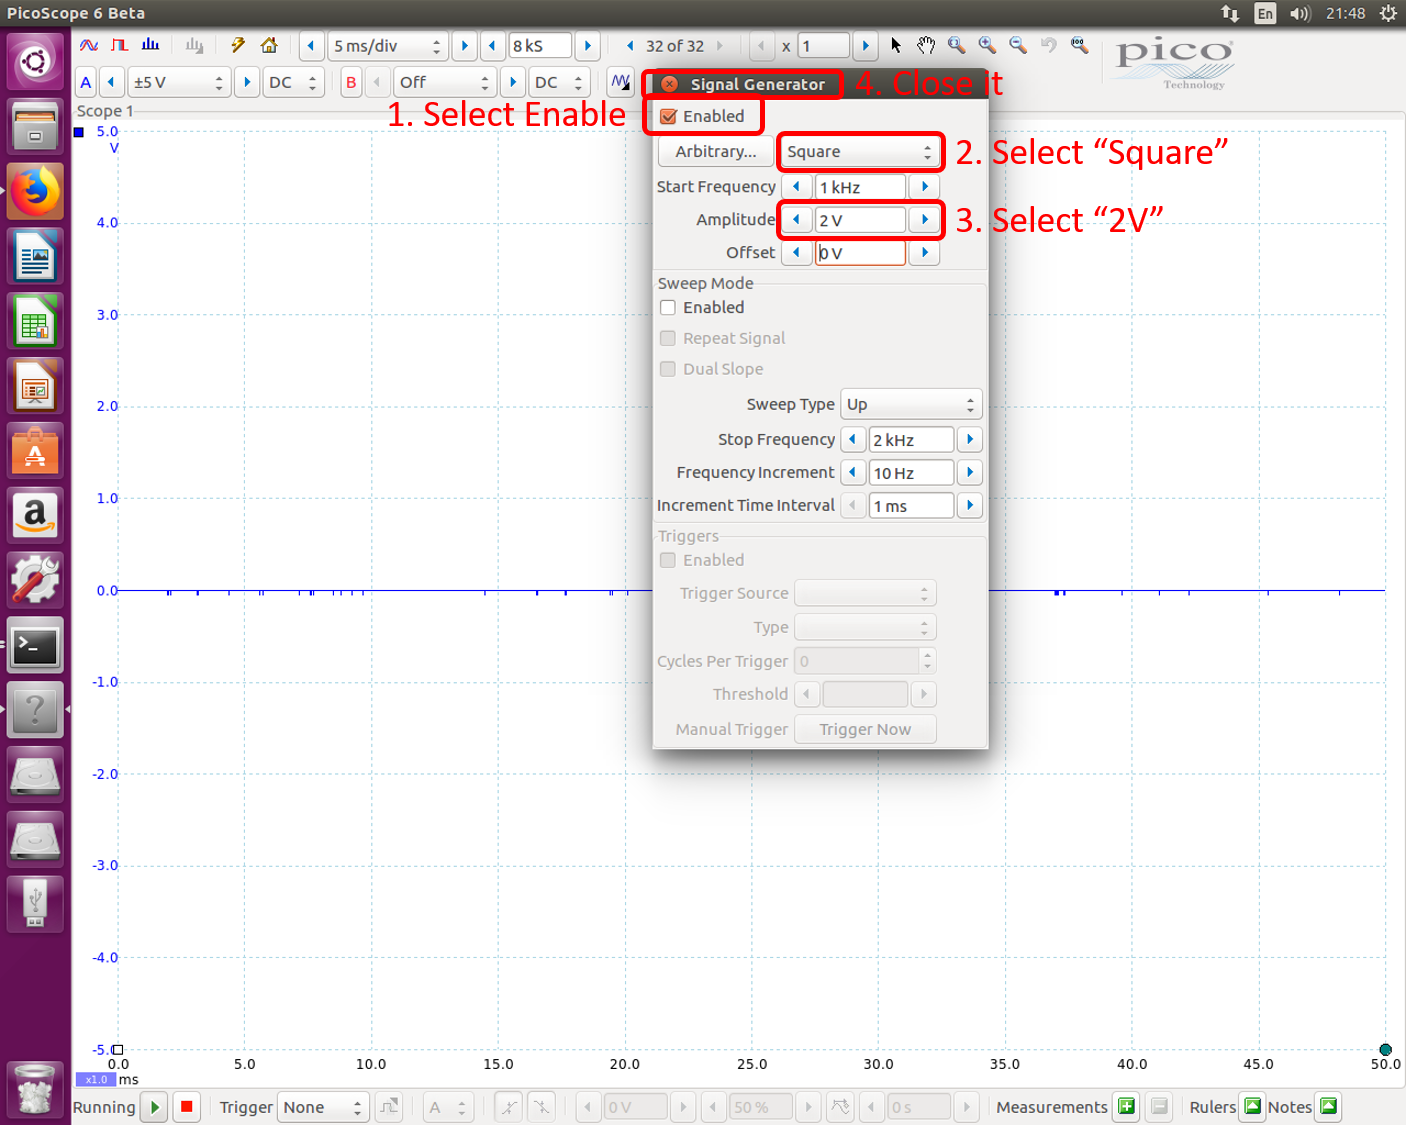 PicoScope 6 Beta
En
21:48
5 ms/div
8 kS
32 of 32
x
1
pico
Technology
A
±5 V
DC
B
Off
DC
Signal Generator
4. Close it
Scope 1
1. Select Enable
Enabled
Arbitrary...
Square
2. Select “Square”
Start Frequency
1 kHz
Amplitude
2 V
3. Select “2V”
Offset
0 V
Sweep Mode
Enabled
Repeat Signal
Dual Slope
Sweep Type
Up
Stop Frequency
2 kHz
Frequency Increment
10 Hz
Increment Time Interval
1 ms
Triggers
Enabled
Trigger Source
Type
Cycles Per Trigger
0
Threshold
Manual Trigger
Trigger Now
5.0
V
4.0
3.0
2.0
1.0
0.0
-1.0
-2.0
-3.0
-4.0
-5.0
0.0
5.0
10.0
15.0
20.0
25.0
30.0
35.0
40.0
45.0
50.0
x1.0
ms
Running
Trigger
None
A
0 V
50 %
0 s
Measurements
Rulers
Notes